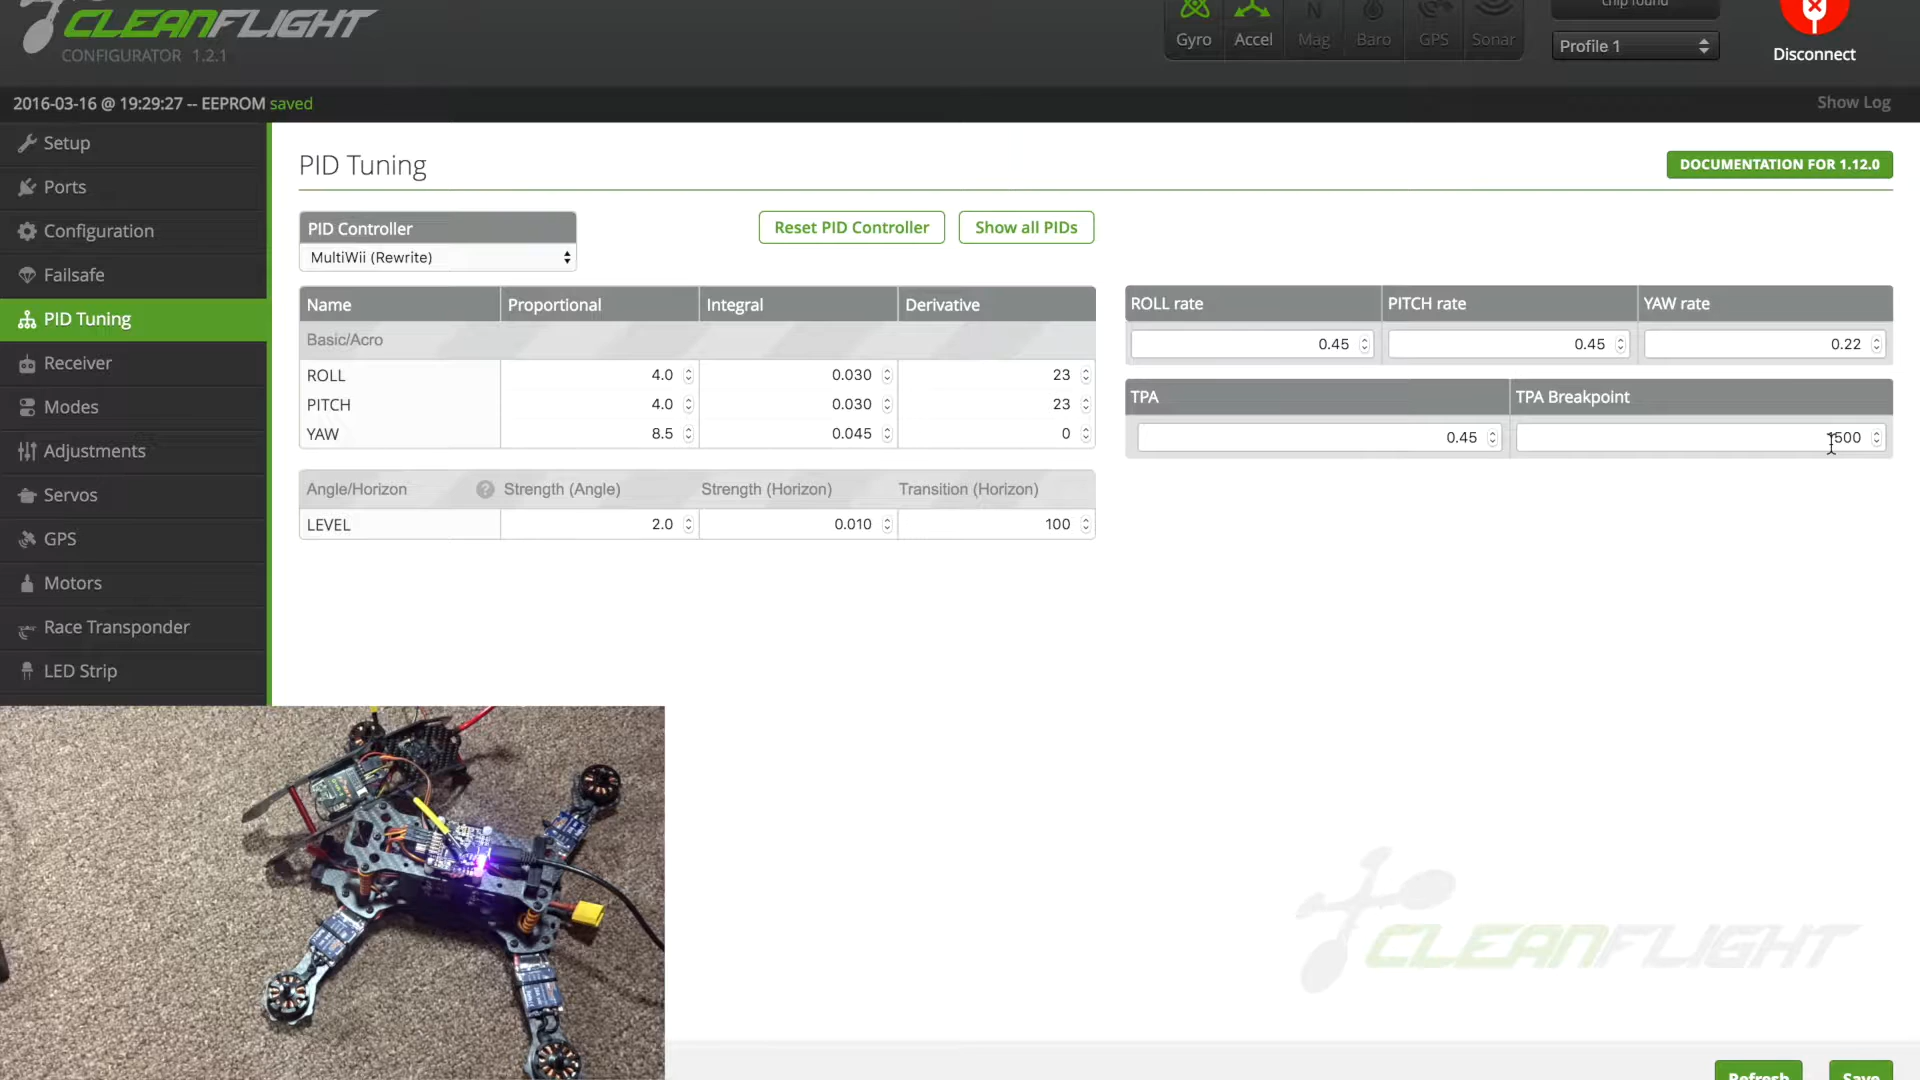 CLEANFLIGHT
CONFIGURATOR 1.2.1
Gyro Accel Mag Baro GPS Sonar
chip found
Profile 1
Disconnect
2016-03-16 @ 19:29:27 -- EEPROM saved
Show Log
Setup
Ports
Configuration
Failsafe
PID Tuning
Receiver
Modes
Adjustments
Servos
GPS
Motors
Race Transponder
LED Strip
PID Tuning
DOCUMENTATION FOR 1.12.0
PID Controller
MultiWii (Rewrite)
Reset PID Controller
Show all PIDs
Name Proportional Integral Derivative
Basic/Acro
ROLL 4.0 0.030 23
PITCH 4.0 0.030 23
YAW 8.5 0.045 0
Angle/Horizon ? Strength (Angle) Strength (Horizon) Transition (Horizon)
LEVEL 2.0 0.010 100
ROLL rate PITCH rate YAW rate
0.45 0.45 0.22
TPA TPA Breakpoint
0.45 1500
CLEANFLIGHT
Refresh Save